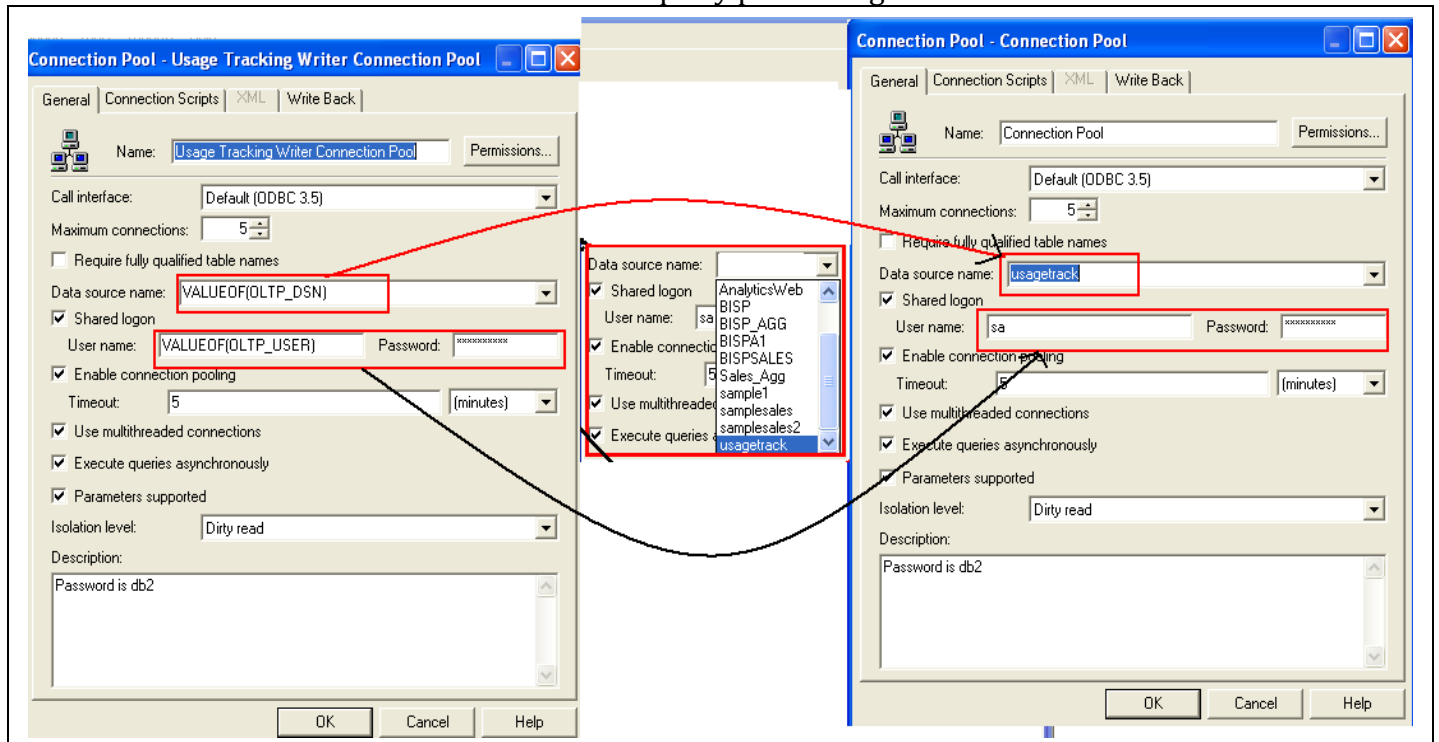 Connection Pool - Usage Tracking Writer Connection Pool
General Connection Scripts XML Write Back
Name: Usage Tracking Writer Connection Pool Permissions...
Call interface: Default (ODBC 3.5)
Maximum connections: 5
Require fully qualified table names
Data source name: VALUEOF(OLTP_DSN)
Shared logon
User name: VALUEOF(OLTP_USER) Password: xxxxxxxxxx
Enable connection pooling
Timeout: 5 (minutes)
Use multithreaded connections
Execute queries asynchronously
Parameters supported
Isolation level: Dirty read
Description:
Password is db2
OK Cancel Help
Data source name:
Shared logon
User name: sa
Enable
Timeout: 5
Use
Execute queries
AnalyticsWeb
BISP
BISP_AGG
BISPA1
BISPSALES
Sales_Agg
sample1
samplesales
samplesales2
usagetrack
Connection Pool - Connection Pool
General Connection Scripts XML Write Back
Name: Connection Pool Permissions...
Call interface: Default (ODBC 3.5)
Maximum connections: 5
Require fully qualified table names
Data source name: usagetrack
Shared logon
User name: sa Password: xxxxxxxxxx
Enable connection pooling
Timeout: 5 (minutes)
Use multithreaded connections
Execute queries asynchronously
Parameters supported
Isolation level: Dirty read
Description:
Password is db2
OK Cancel Help